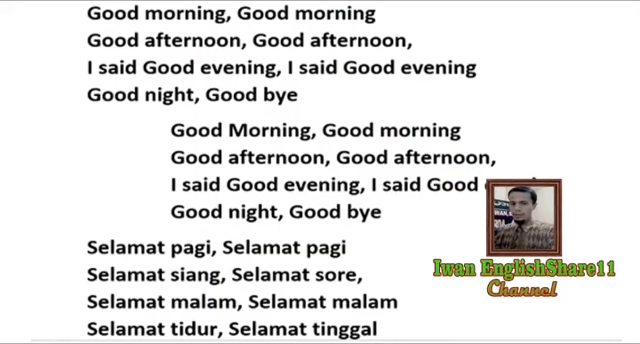 Good morning, Good morning
Good afternoon, Good afternoon,
I said Good evening, I said Good evening
Good night, Good bye
Good Morning, Good morning
Good afternoon, Good afternoon,
I said Good evening, I said Good
Good night, Good bye
Selamat pagi, Selamat pagi
Selamat siang, Selamat sore,
Selamat malam, Selamat malam
Selamat tidur, Selamat tinggal
Iwan EnglishShare11
Channel